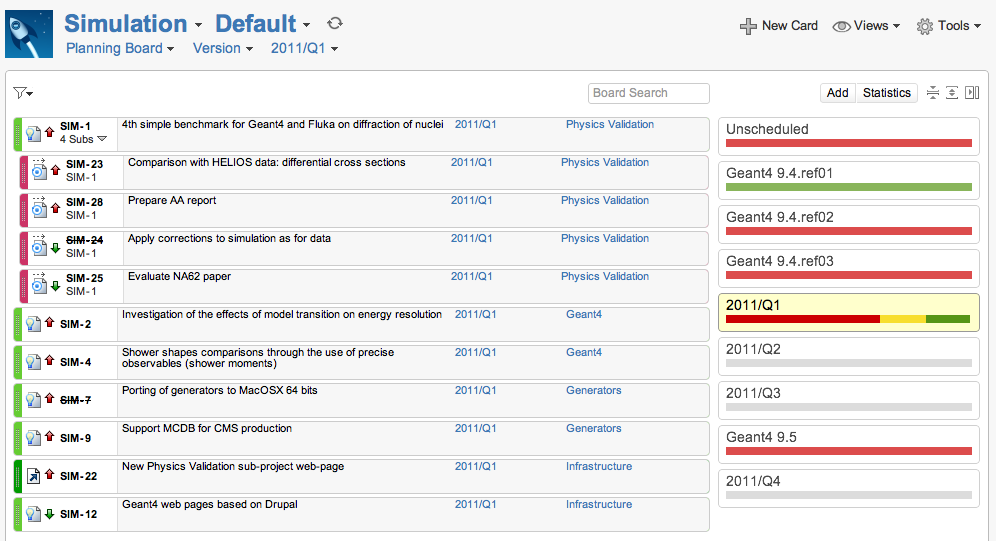 Simulation Default
Planning Board Version 2011/Q1
New Card Views Tools
Board Search
Add Statistics
SIM-1
4 Subs
4th simple benchmark for Geant4 and Fluka on diffraction of nuclei 2011/Q1 Physics Validation
SIM-23
SIM-1
Comparison with HELIOS data: differential cross sections 2011/Q1 Physics Validation
SIM-28
SIM-1
Prepare AA report 2011/Q1 Physics Validation
SIM-24
SIM-1
Apply corrections to simulation as for data 2011/Q1 Physics Validation
SIM-25
SIM-1
Evaluate NA62 paper 2011/Q1 Physics Validation
SIM-2
Investigation of the effects of model transition on energy resolution 2011/Q1 Geant4
SIM-4
Shower shapes comparisons through the use of precise 2011/Q1 Geant4
observables (shower moments)
SIM-7
Porting of generators to MacOSX 64 bits 2011/Q1 Generators
SIM-9
Support MCDB for CMS production 2011/Q1 Generators
SIM-22
New Physics Validation sub-project web-page 2011/Q1 Infrastructure
SIM-12
Geant4 web pages based on Drupal 2011/Q1 Infrastructure
Unscheduled
Geant4 9.4.ref01
Geant4 9.4.ref02
Geant4 9.4.ref03
2011/Q1
2011/Q2
2011/Q3
Geant4 9.5
2011/Q4